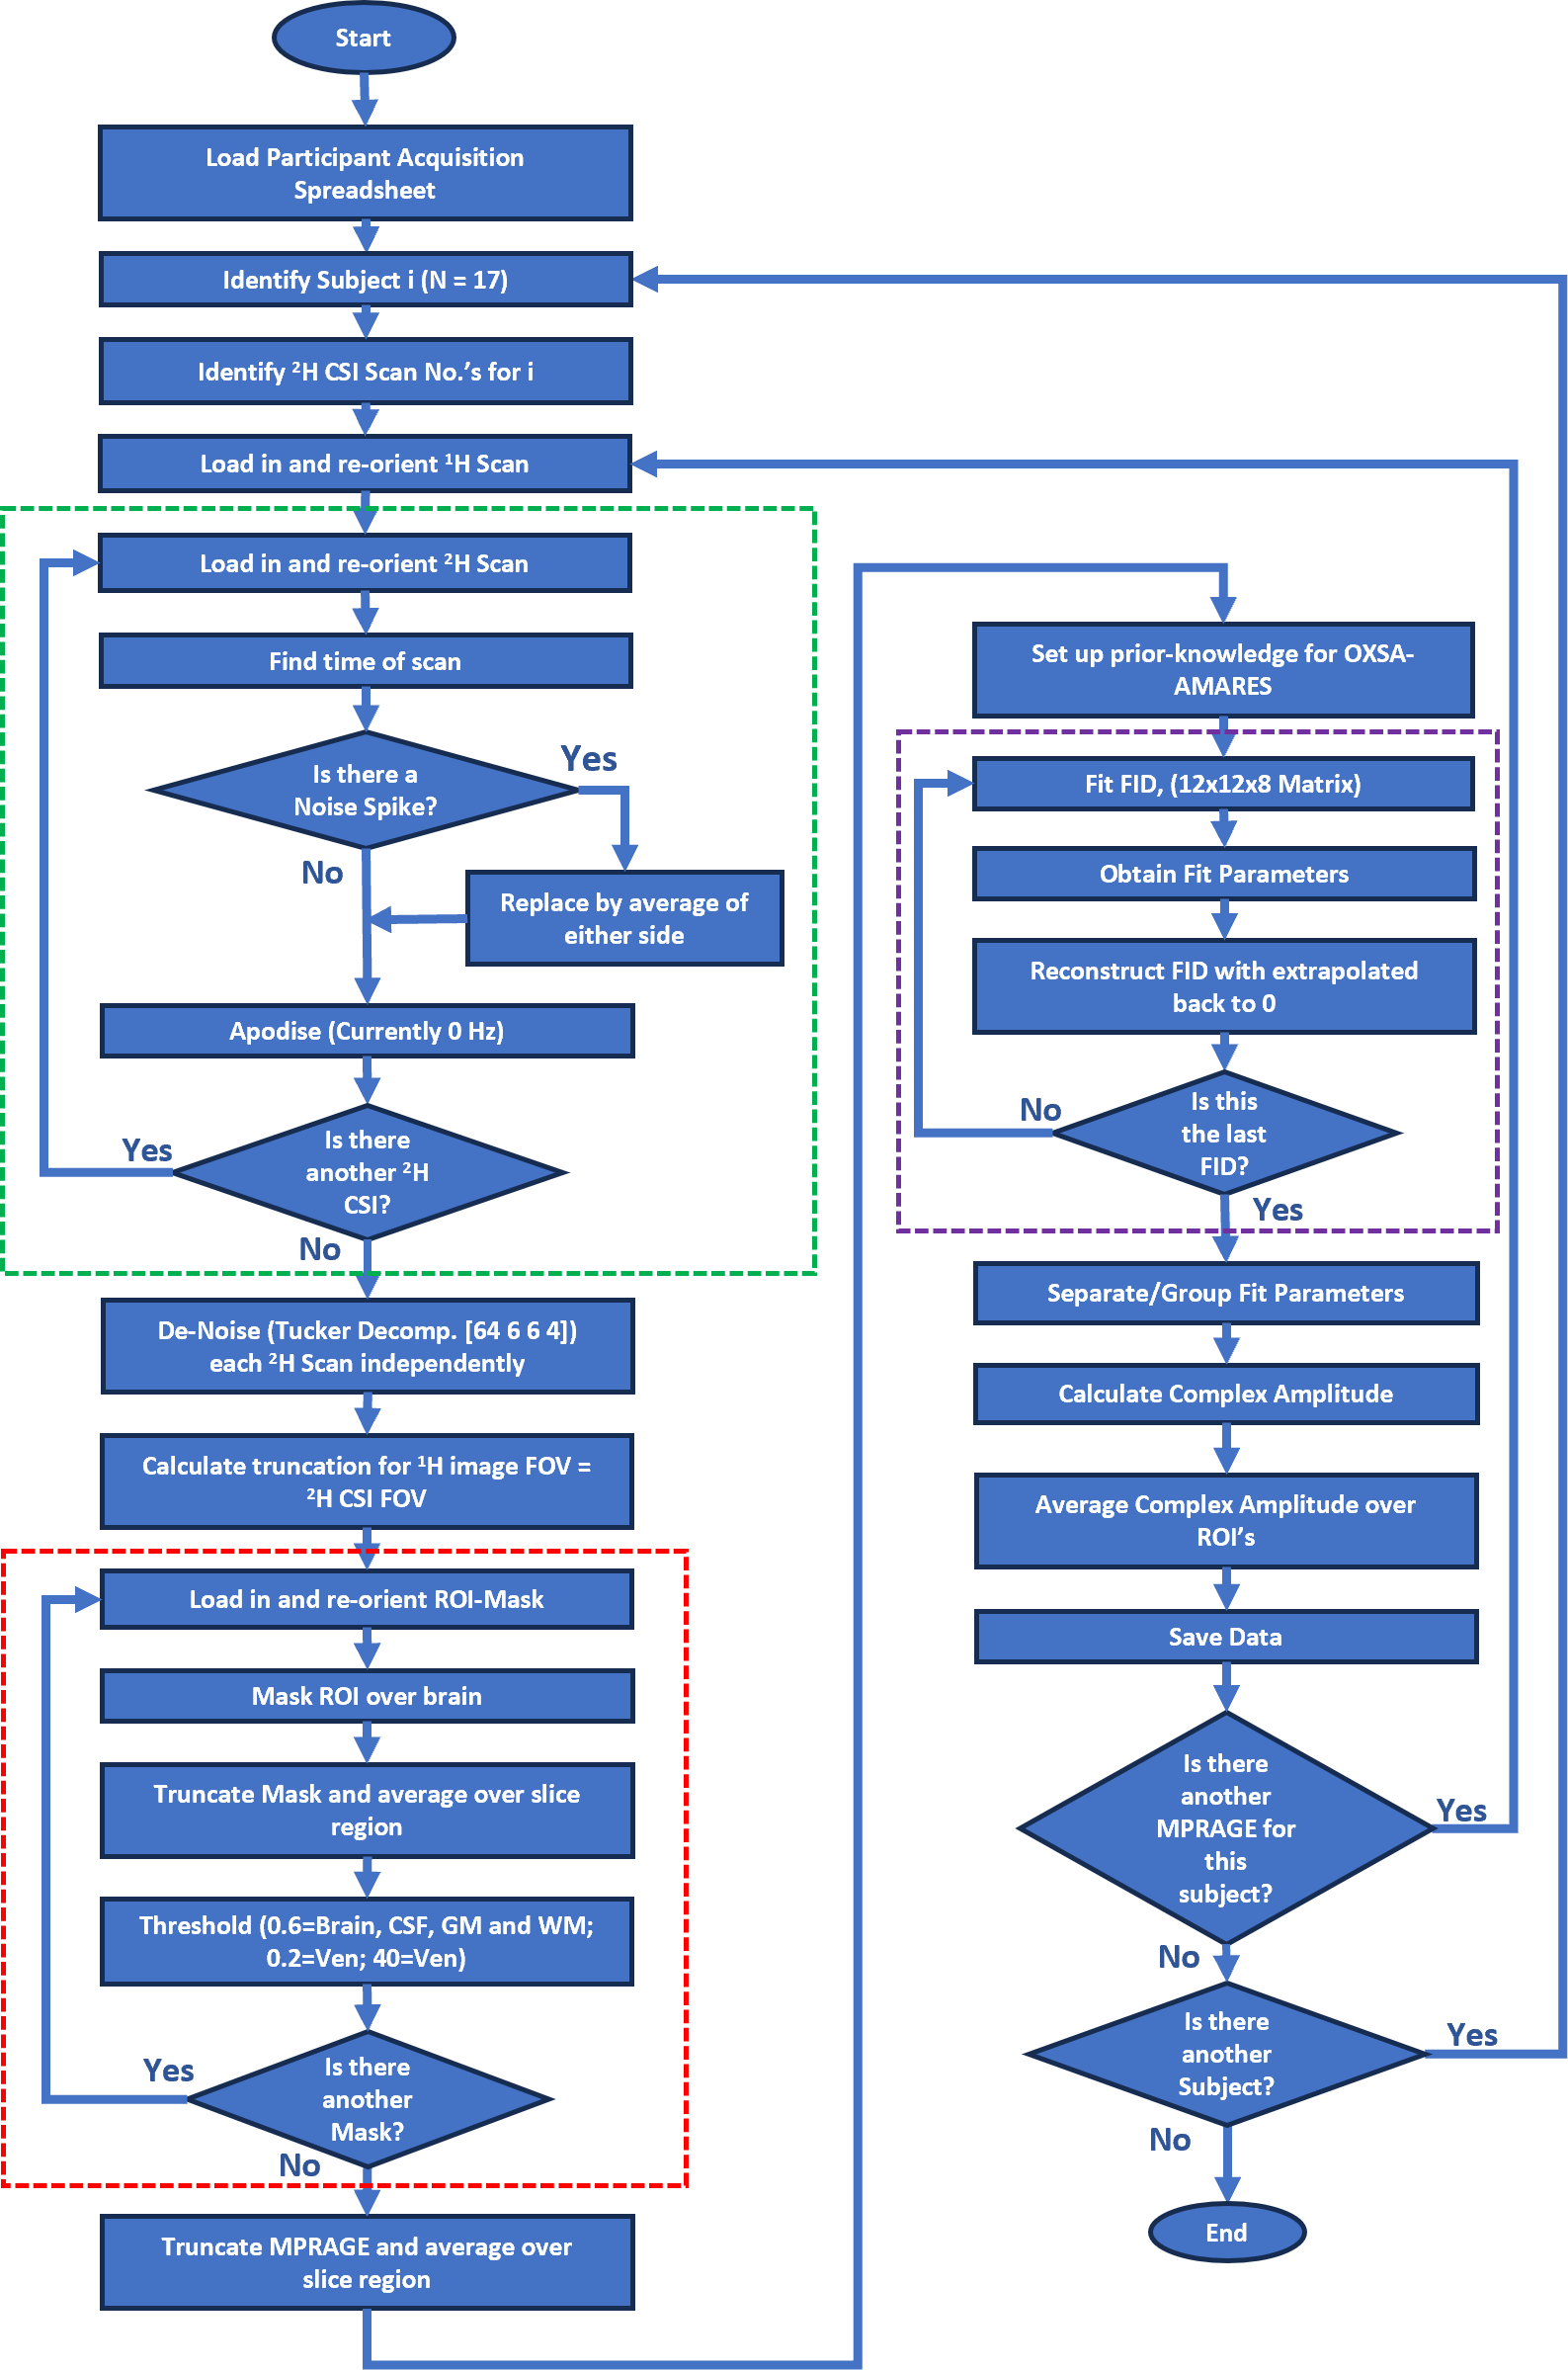 Start
Load Participant Acquisition
Spreadsheet
Identify Subject i (N = 17)
Identify ²H CSI Scan No.'s for i
Load in and re-orient ¹H Scan
Load in and re-orient ²H Scan
Find time of scan
Is there a
Noise Spike?
Yes
No
Replace by average of
either side
Apodise (Currently 0 Hz)
Is there
another ²H
CSI?
Yes
No
De-Noise (Tucker Decomp. [64 6 6 4])
each ²H Scan independently
Calculate truncation for ¹H image FOV =
²H CSI FOV
Load in and re-orient ROI-Mask
Mask ROI over brain
Truncate Mask and average over slice
region
Threshold (0.6=Brain, CSF, GM and WM;
0.2=Ven; 40=Ven)
Is there
another
Mask?
Yes
No
Truncate MPRAGE and average over
slice region
Set up prior-knowledge for OXSA-
AMARES
Fit FID, (12x12x8 Matrix)
Obtain Fit Parameters
Reconstruct FID with extrapolated
back to 0
Is this
the last
FID?
No
Yes
Separate/Group Fit Parameters
Calculate Complex Amplitude
Average Complex Amplitude over
ROI's
Save Data
Is there
another
MPRAGE for
this
subject?
Yes
No
Is there
another
Subject?
Yes
No
End